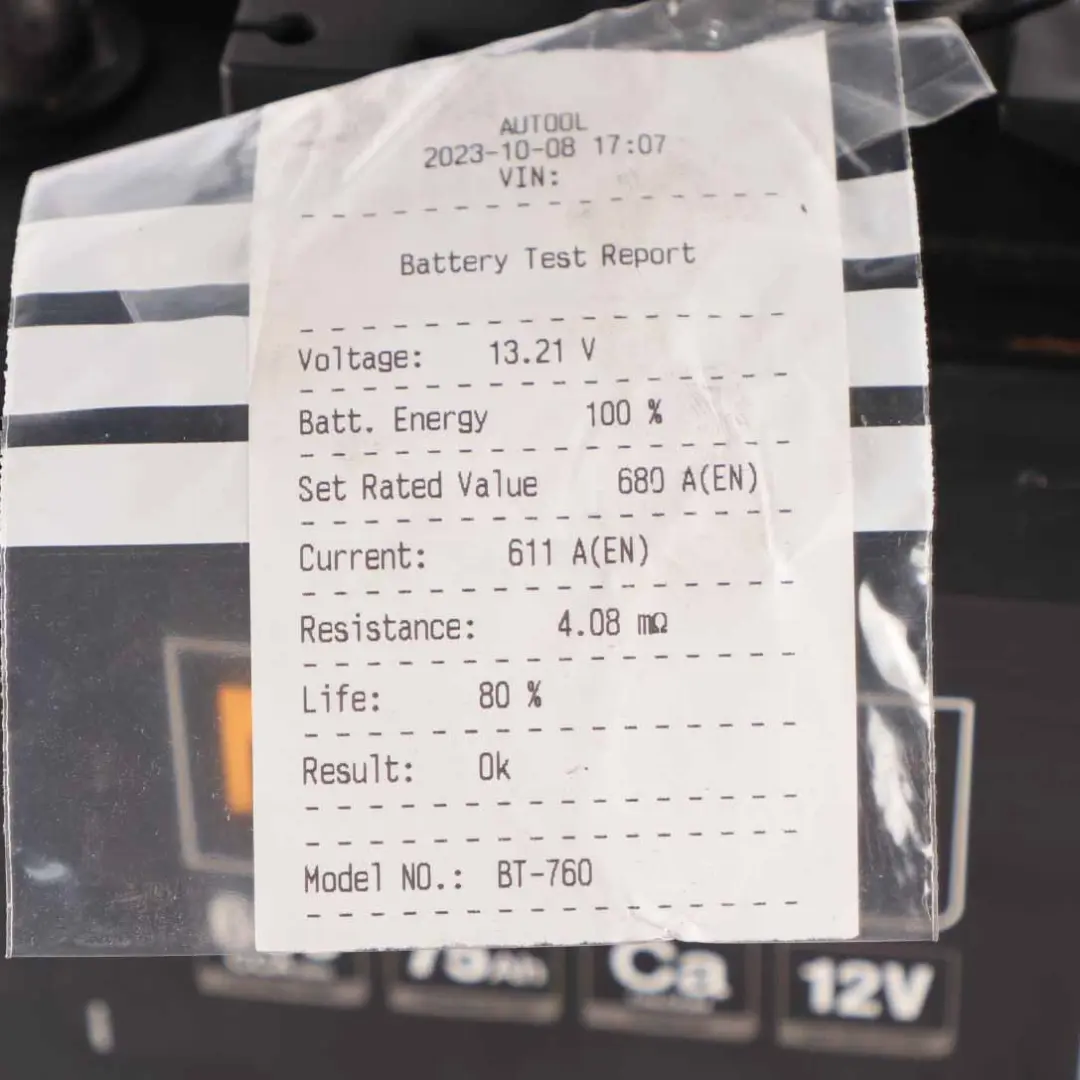 AUTOOL
2023-10-08 17:07
VIN:
Battery Test Report
Voltage: 13.21 V
Batt. Energy 100 %
Set Rated Value 680 A(EN)
Current: 611 A(EN)
Resistance: 4.08 mΩ
Life: 80 %
Result: Ok
Model NO.: BT-760
75Ah
Ca
12V